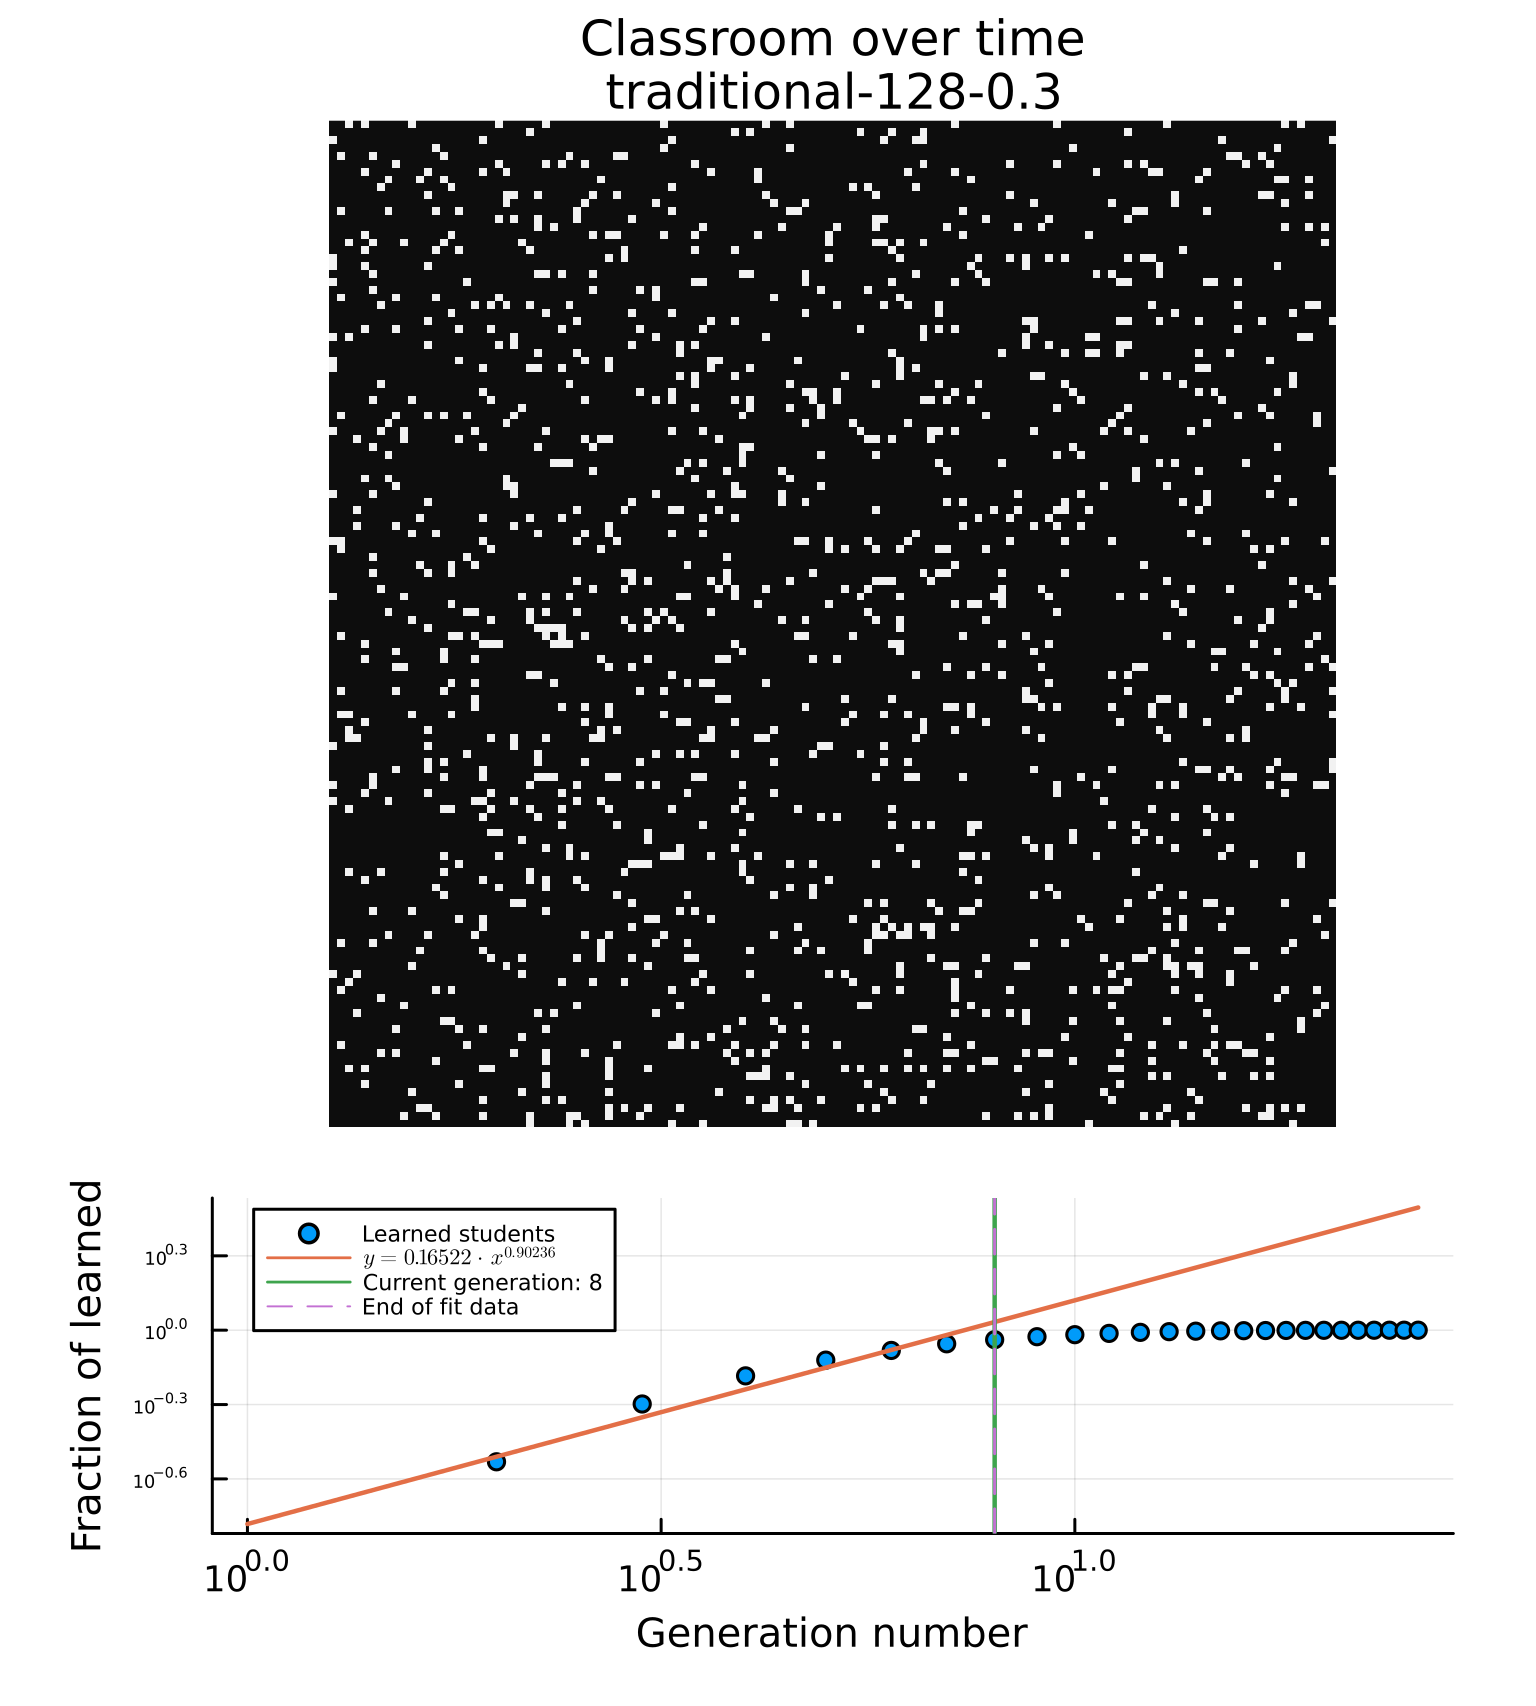 Classroom over time
traditional-128-0.3
Fraction of learned
10^0.3
10^0.0
10^−0.3
10^−0.6
Learned students
y = 0.16522 · x^0.90236
Current generation: 8
End of fit data
10^0.0 10^0.5 10^1.0
Generation number